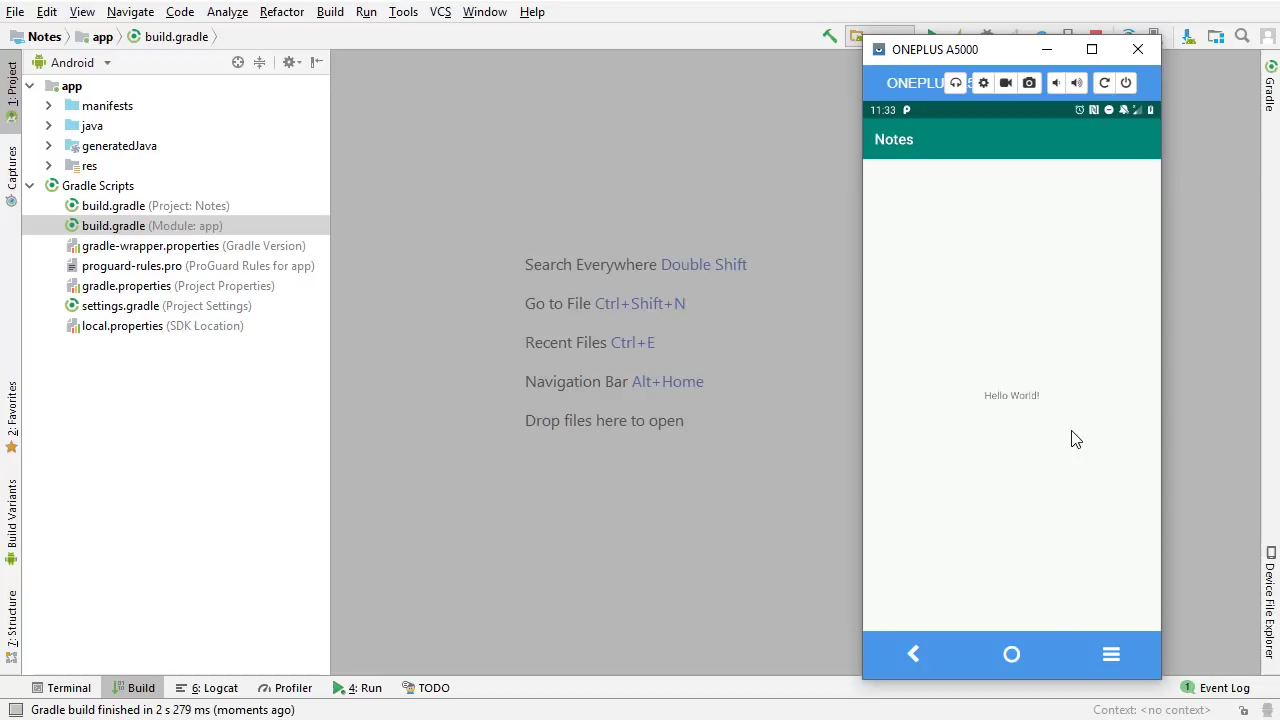 File Edit View Navigate Code Analyze Refactor Build Run Tools VCS Window Help
Notes app build.gradle
1: Project
Captures
2: Favorites
Build Variants
7: Structure
Android
app
manifests
java
generatedJava
res
Gradle Scripts
build.gradle (Project: Notes)
build.gradle (Module: app)
gradle-wrapper.properties (Gradle Version)
proguard-rules.pro (ProGuard Rules for app)
gradle.properties (Project Properties)
settings.gradle (Project Settings)
local.properties (SDK Location)
Search Everywhere Double Shift
Go to File Ctrl+Shift+N
Recent Files Ctrl+E
Navigation Bar Alt+Home
Drop files here to open
ONEPLUS A5000
11:33
Notes
Hello World!
Gradle
Device File Explorer
Terminal Build 6: Logcat Profiler 4: Run TODO 1 Event Log
Gradle build finished in 2 s 279 ms (moments ago) Context: <no context>